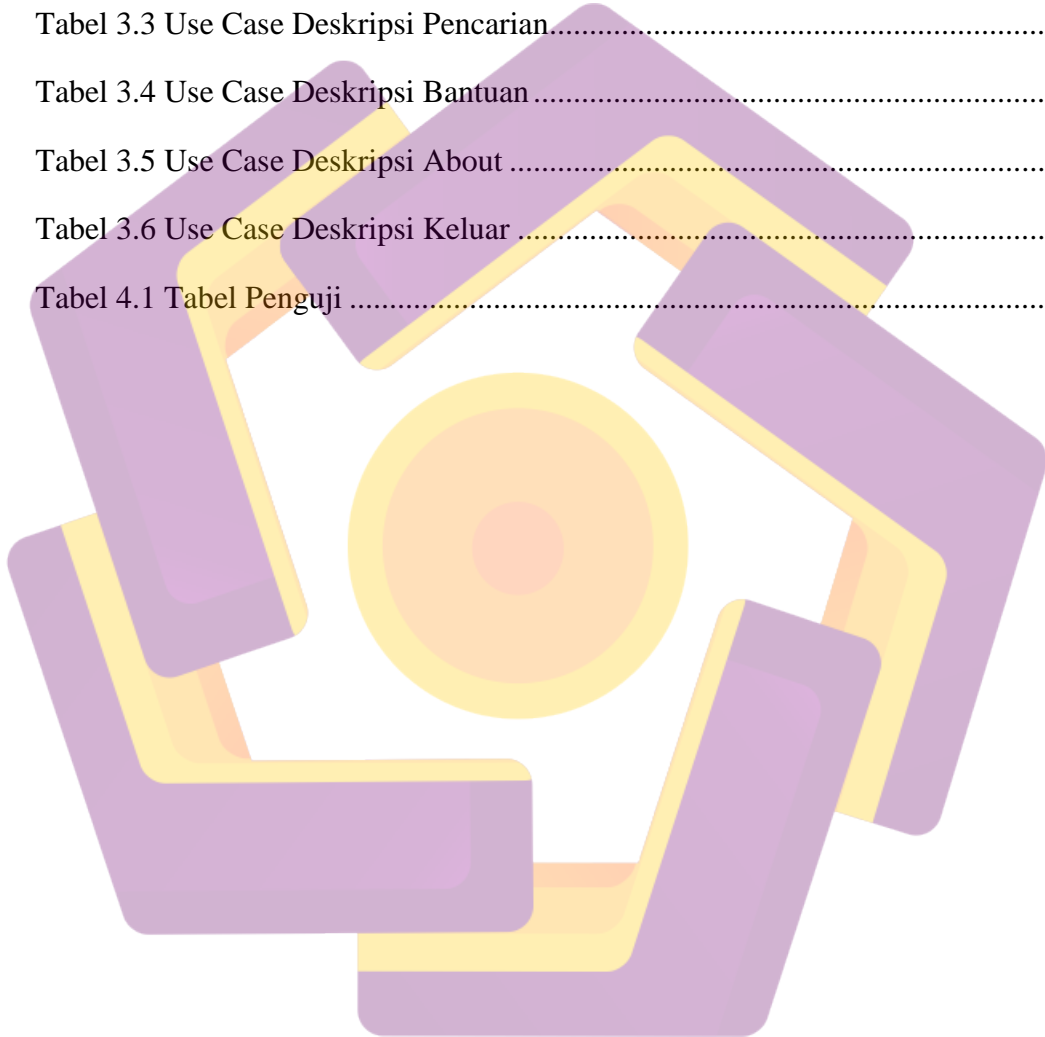 Tabel 3.3 Use Case Deskripsi Pencarian..............................................................
Tabel 3.4 Use Case Deskripsi Bantuan................................................................
Tabel 3.5 Use Case Deskripsi About ...................................................................
Tabel 3.6 Use Case Deskripsi Keluar ..................................................................
Tabel 4.1 Tabel Penguji .......................................................................................